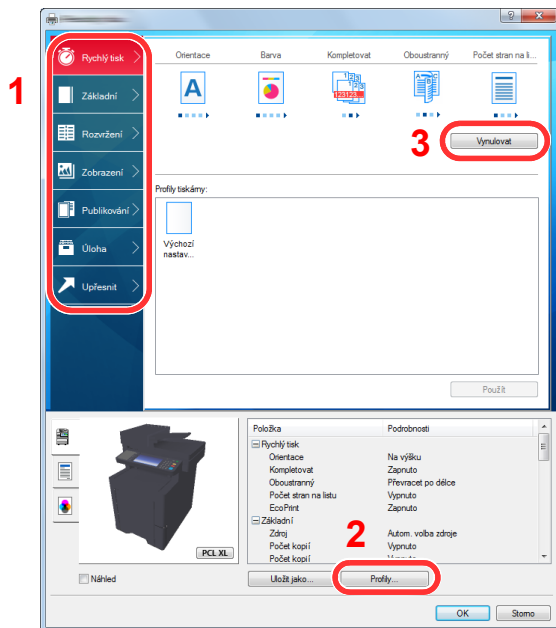 1
Rychlý tisk
Základní
Rozvržení
Zobrazení
Publikování
Úloha
Upřesnit
Orientace Barva Kompletovat Oboustranný Počet stran na li...
A
123
123
123123
A B C
3
Vynulovat
Profily tiskárny:
Výchozí
nastav...
Použít
Položka Podrobnosti
Rychlý tisk
Orientace Na výšku
Kompletovat Zapnuto
Oboustranný Převracet po délce
Počet stran na listu Vypnuto
EcoPrint Zapnuto
Základní
Zdroj Autom. volba zdroje
Počet kopií Vypnuto
Počet kopií
2
PCL XL
Náhled
Uložit jako... Profily...
OK Storno